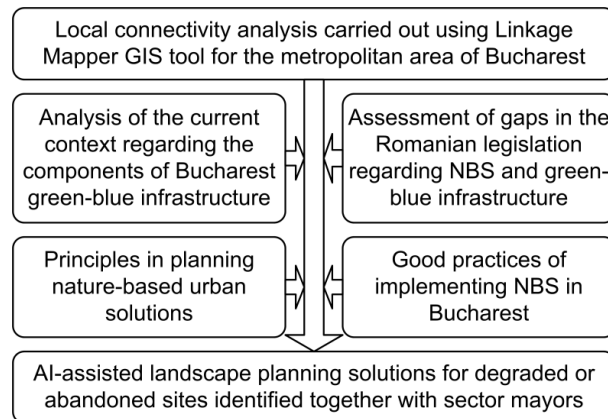 Local connectivity analysis carried out using Linkage
Mapper GIS tool for the metropolitan area of Bucharest
Analysis of the current
context regarding the
components of Bucharest
green-blue infrastructure
Assessment of gaps in the
Romanian legislation
regarding NBS and green-
blue infrastructure
Principles in planning
nature-based urban
solutions
Good practices of
implementing NBS in
Bucharest
AI-assisted landscape planning solutions for degraded or
abandoned sites identified together with sector mayors